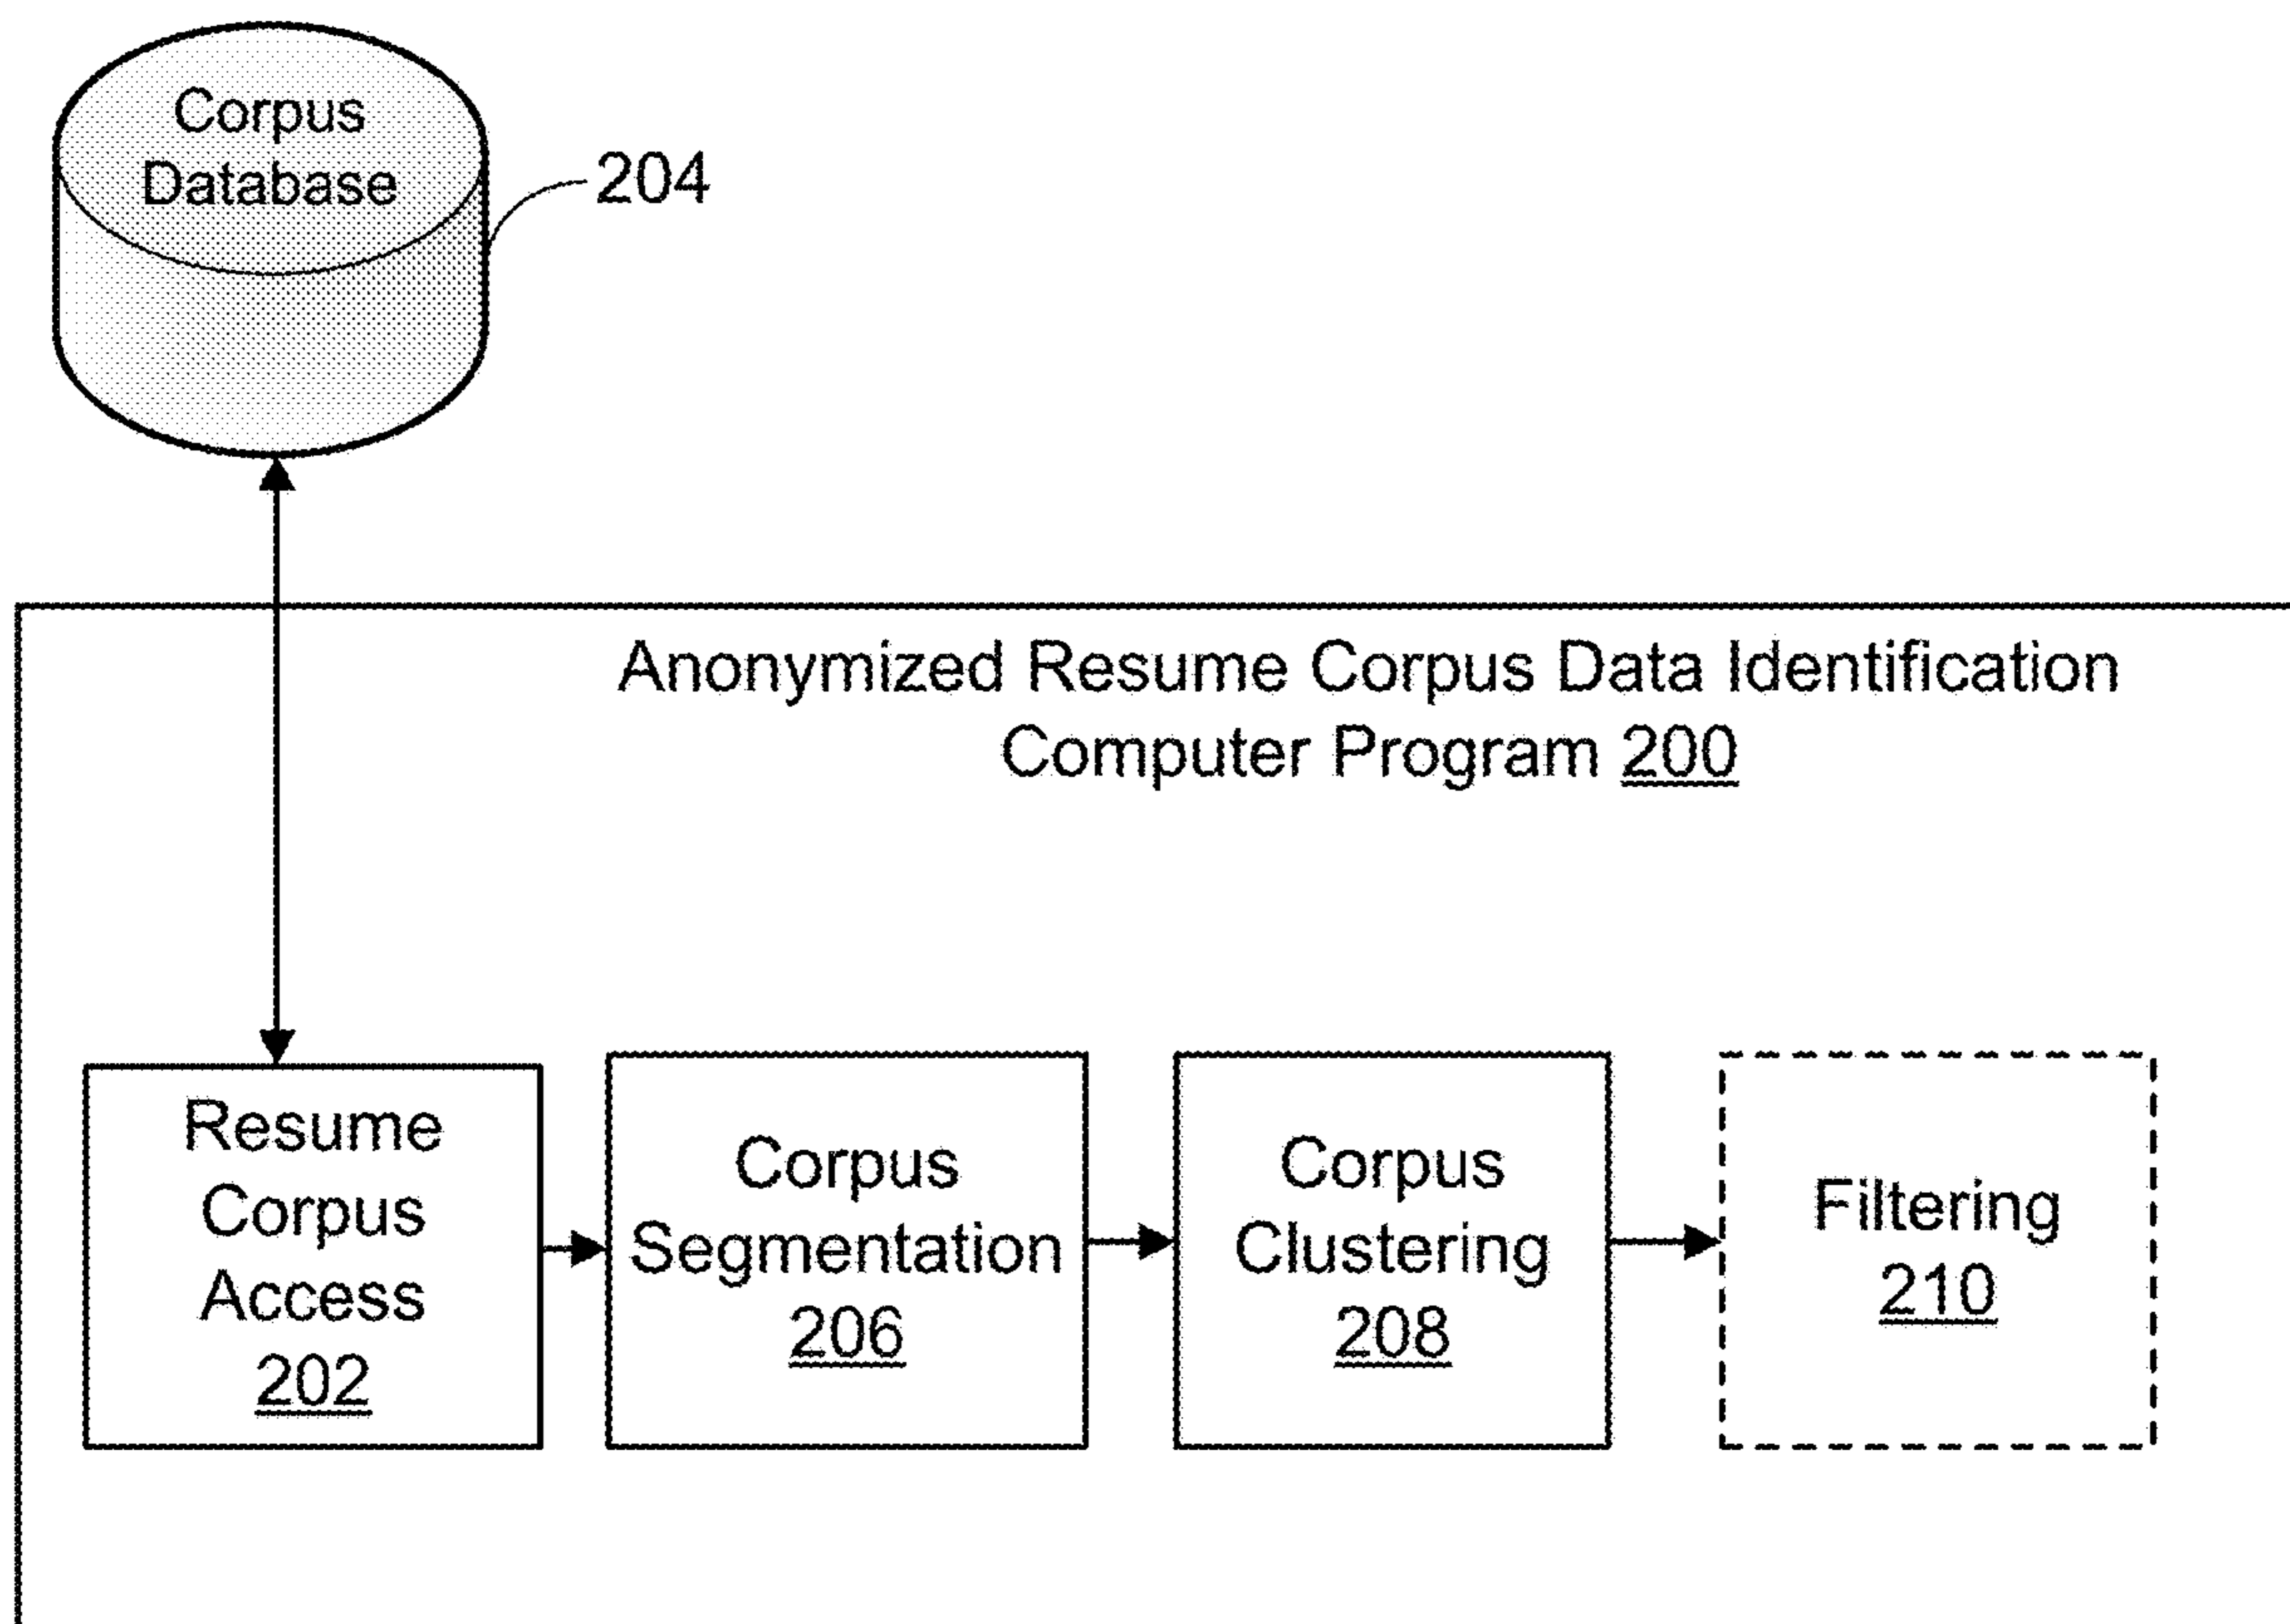 Corpus
Database
204
Anonymized Resume Corpus Data Identification
Computer Program 200
Resume
Corpus
Access
202
Corpus
Segmentation
206
Corpus
Clustering
208
Filtering
210